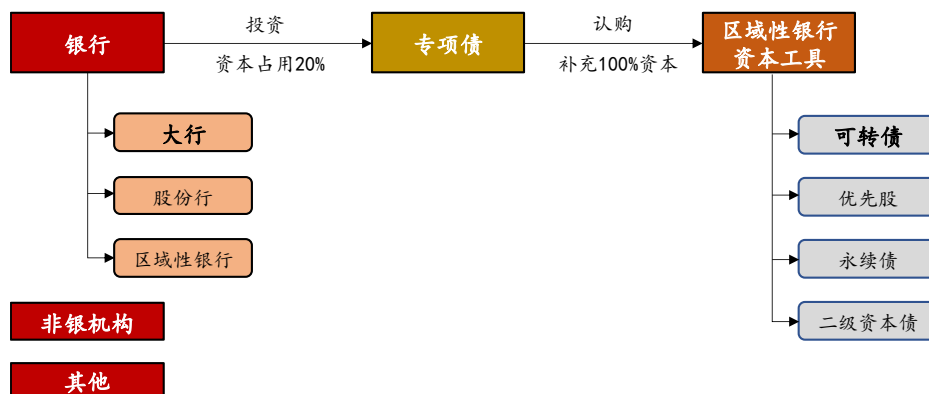 银行
投资
资本占用20%
专项债
认购
补充100%资本
区域性银行
资本工具
大行
股份行
区域性银行
可转债
优先股
永续债
二级资本债
非银机构
其他